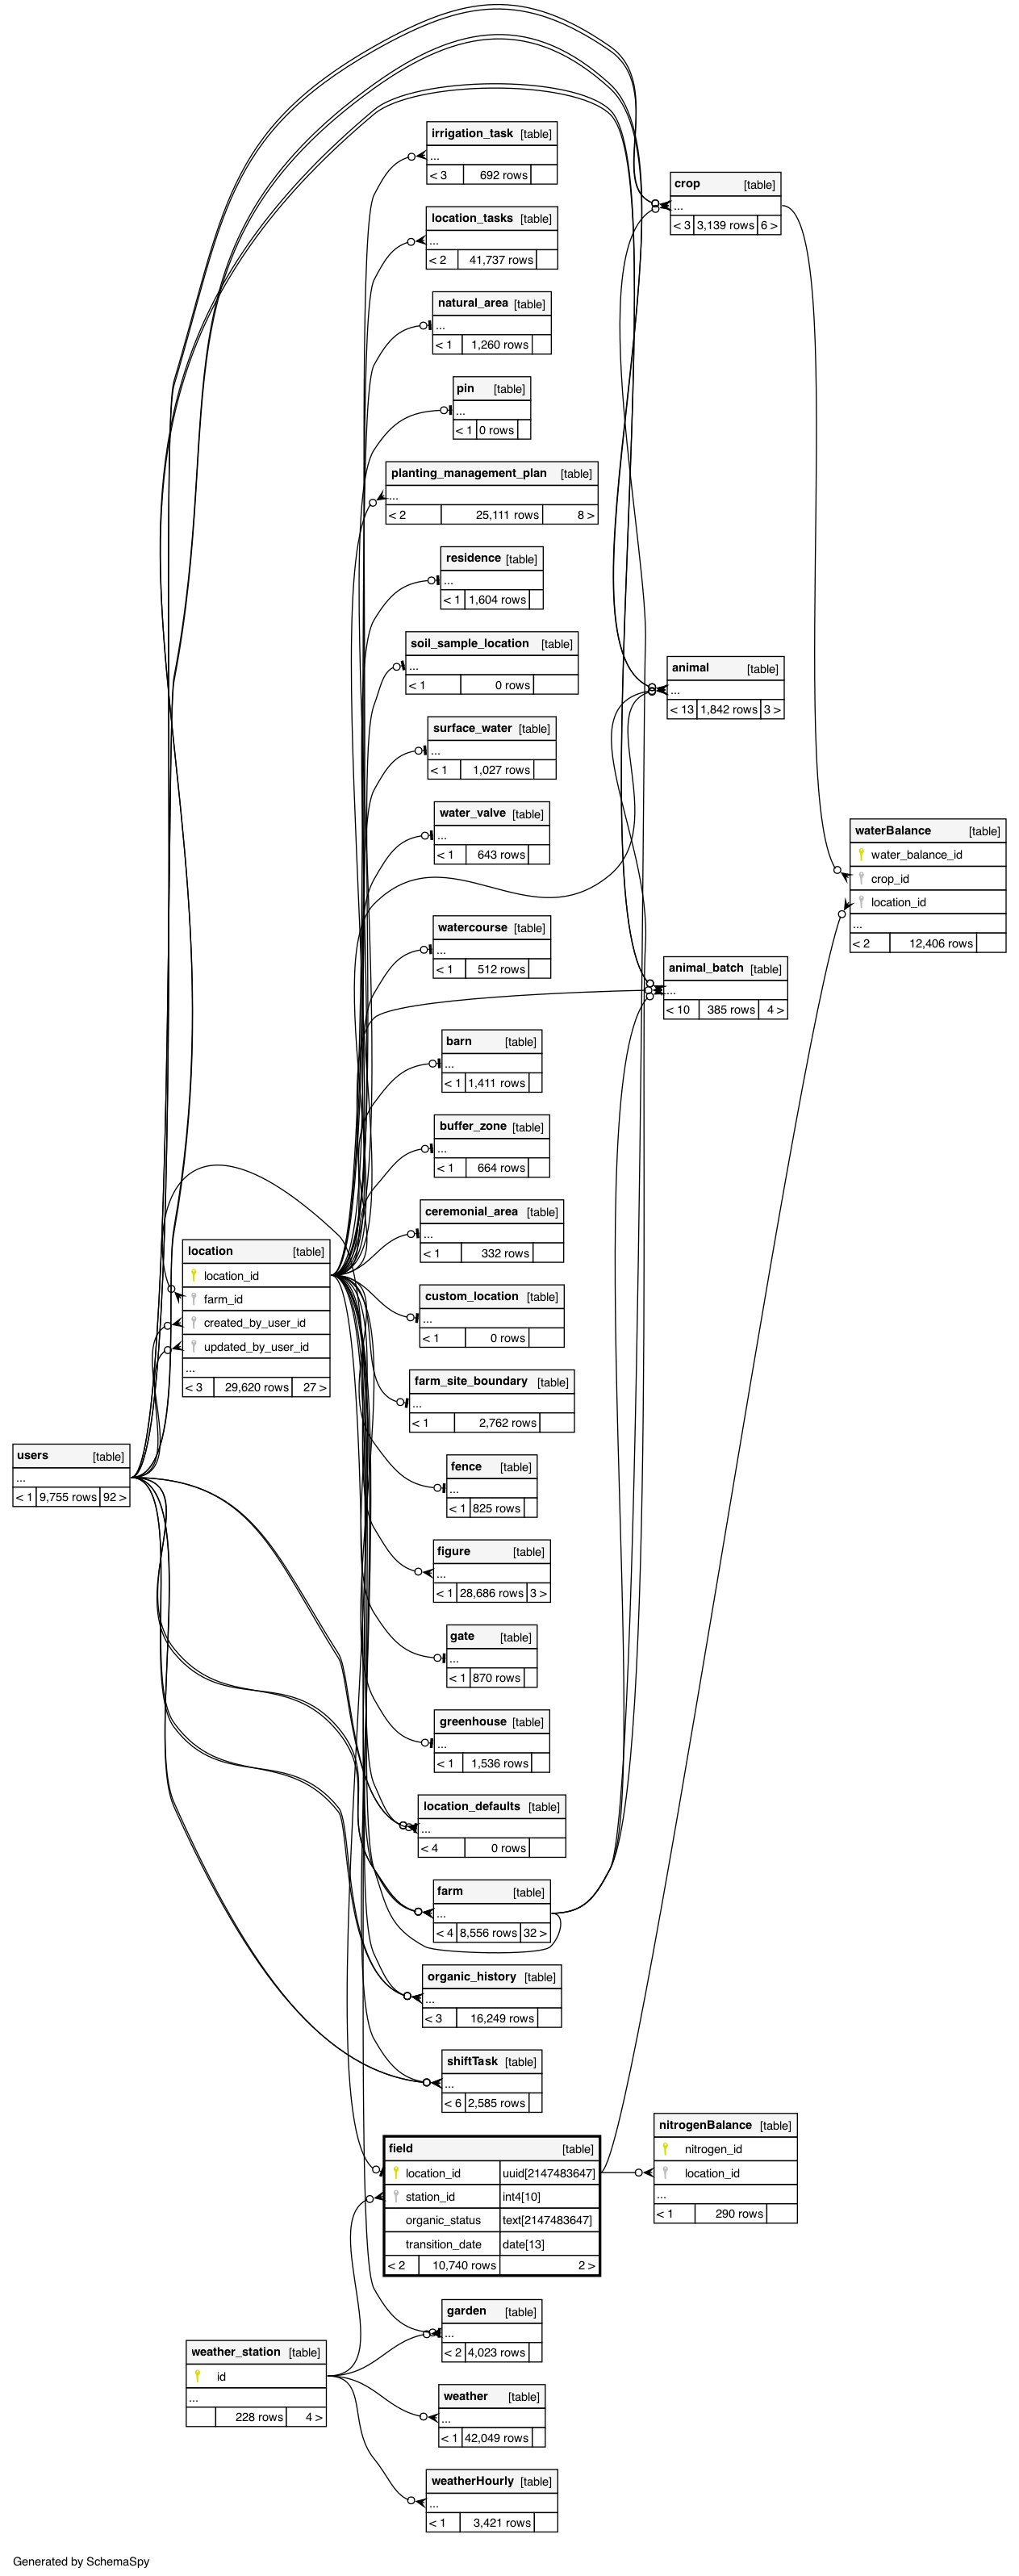 irrigation_task [table]
...
< 3 692 rows
location_tasks [table]
...
< 2 41,737 rows
natural_area [table]
...
< 1 1,260 rows
pin [table]
...
< 1 0 rows
planting_management_plan [table]
...
< 2 25,111 rows 8 >
residence [table]
...
< 1 1,604 rows
soil_sample_location [table]
...
< 1 0 rows
surface_water [table]
...
< 1 1,027 rows
water_valve [table]
...
< 1 643 rows
watercourse [table]
...
< 1 512 rows
barn [table]
...
< 1 1,411 rows
buffer_zone [table]
...
< 1 664 rows
ceremonial_area [table]
...
< 1 332 rows
custom_location [table]
...
< 1 0 rows
farm_site_boundary [table]
...
< 1 2,762 rows
fence [table]
...
< 1 825 rows
figure [table]
...
< 1 28,686 rows 3 >
gate [table]
...
< 1 870 rows
greenhouse [table]
...
< 1 1,536 rows
location_defaults [table]
...
< 4 0 rows
farm [table]
...
< 4 8,556 rows 32 >
organic_history [table]
...
< 3 16,249 rows
shiftTask [table]
...
< 6 2,585 rows
field [table]
location_id uuid[2147483647]
station_id int4[10]
organic_status text[2147483647]
transition_date date[13]
< 2 10,740 rows 2 >
garden [table]
...
< 2 4,023 rows
weather [table]
...
< 1 42,049 rows
weatherHourly [table]
...
< 1 3,421 rows
crop [table]
...
< 3 3,139 rows 6 >
animal [table]
...
< 13 1,842 rows 3 >
animal_batch [table]
...
< 10 385 rows 4 >
waterBalance [table]
water_balance_id
crop_id
location_id
...
< 2 12,406 rows
nitrogenBalance [table]
nitrogen_id
location_id
...
< 1 290 rows
location [table]
location_id
farm_id
created_by_user_id
updated_by_user_id
...
< 3 29,620 rows 27 >
users [table]
...
< 1 9,755 rows 92 >
weather_station [table]
id
...
228 rows 4 >
Generated by SchemaSpy